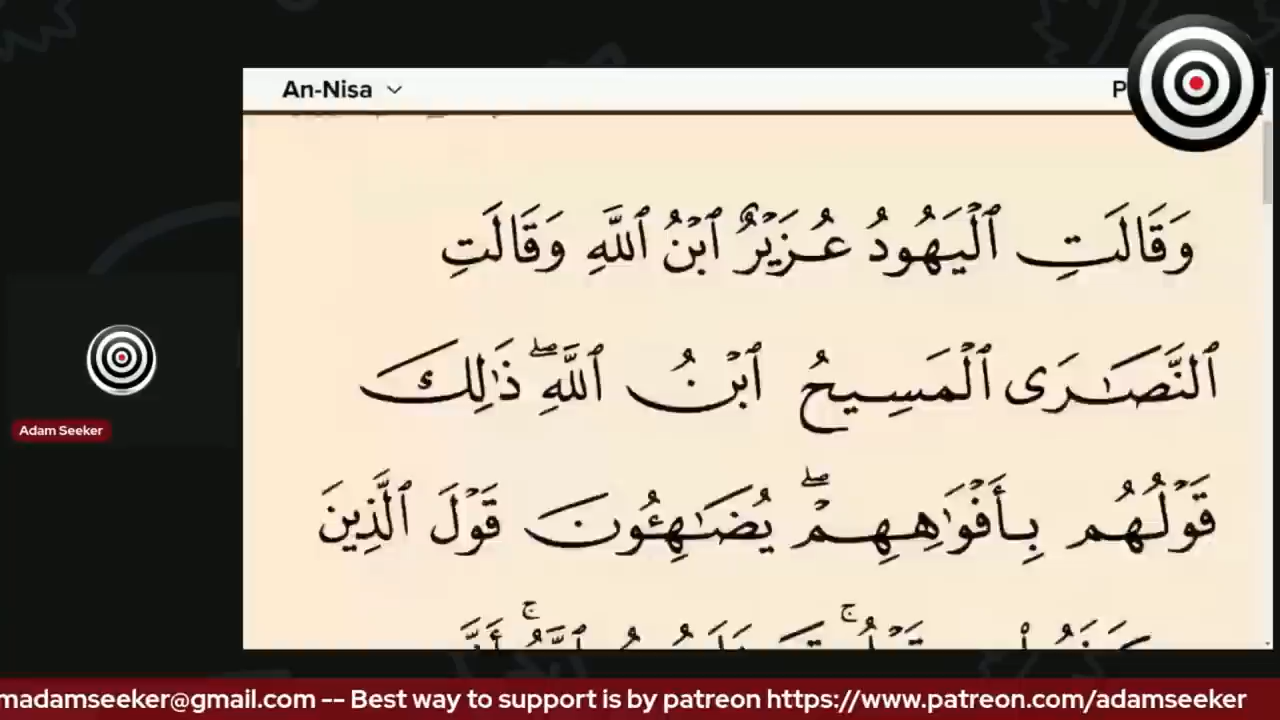 An-Nisa
P
وَقَالَتِ ٱلْيَهُودُ عُزَيْرٌ ٱبْنُ ٱللَّهِ وَقَالَتِ
ٱلنَّصَـٰرَى ٱلْمَسِيحُ ٱبْنُ ٱللَّهِ ۖ ذَٰلِكَ
قَوْلُهُم بِأَفْوَٰهِهِمْ ۖ يُضَـٰهِـُٔونَ قَوْلَ ٱلَّذِينَ
Adam Seeker
madamseeker@gmail.com -- Best way to support is by patreon https://www.patreon.com/adamseeker